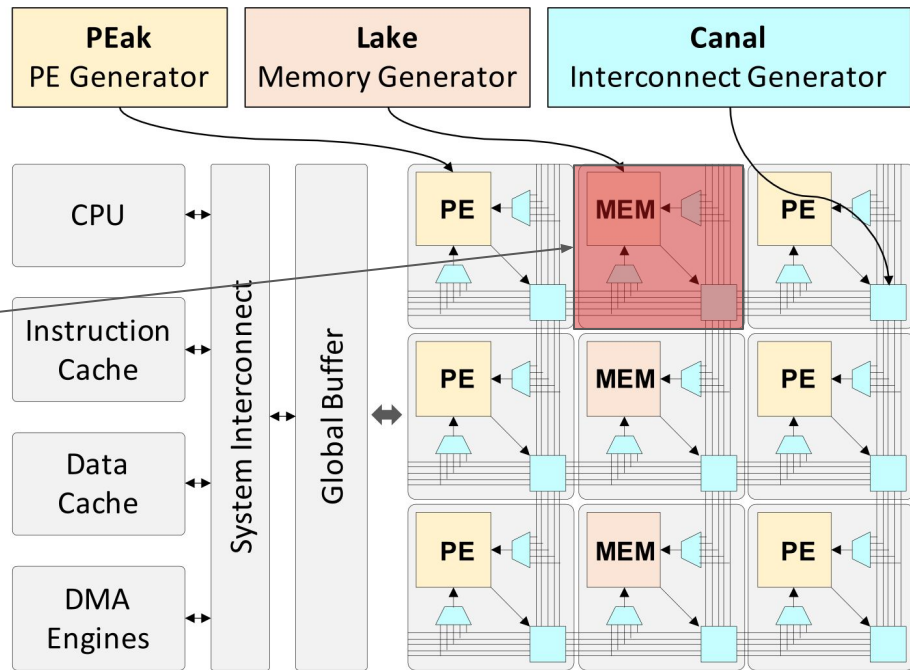 PEak
PE Generator
Lake
Memory Generator
Canal
Interconnect Generator
CPU
Instruction
Cache
Data
Cache
DMA
Engines
System Interconnect
Global Buffer
PE
MEM
PE
PE
MEM
PE
PE
MEM
PE